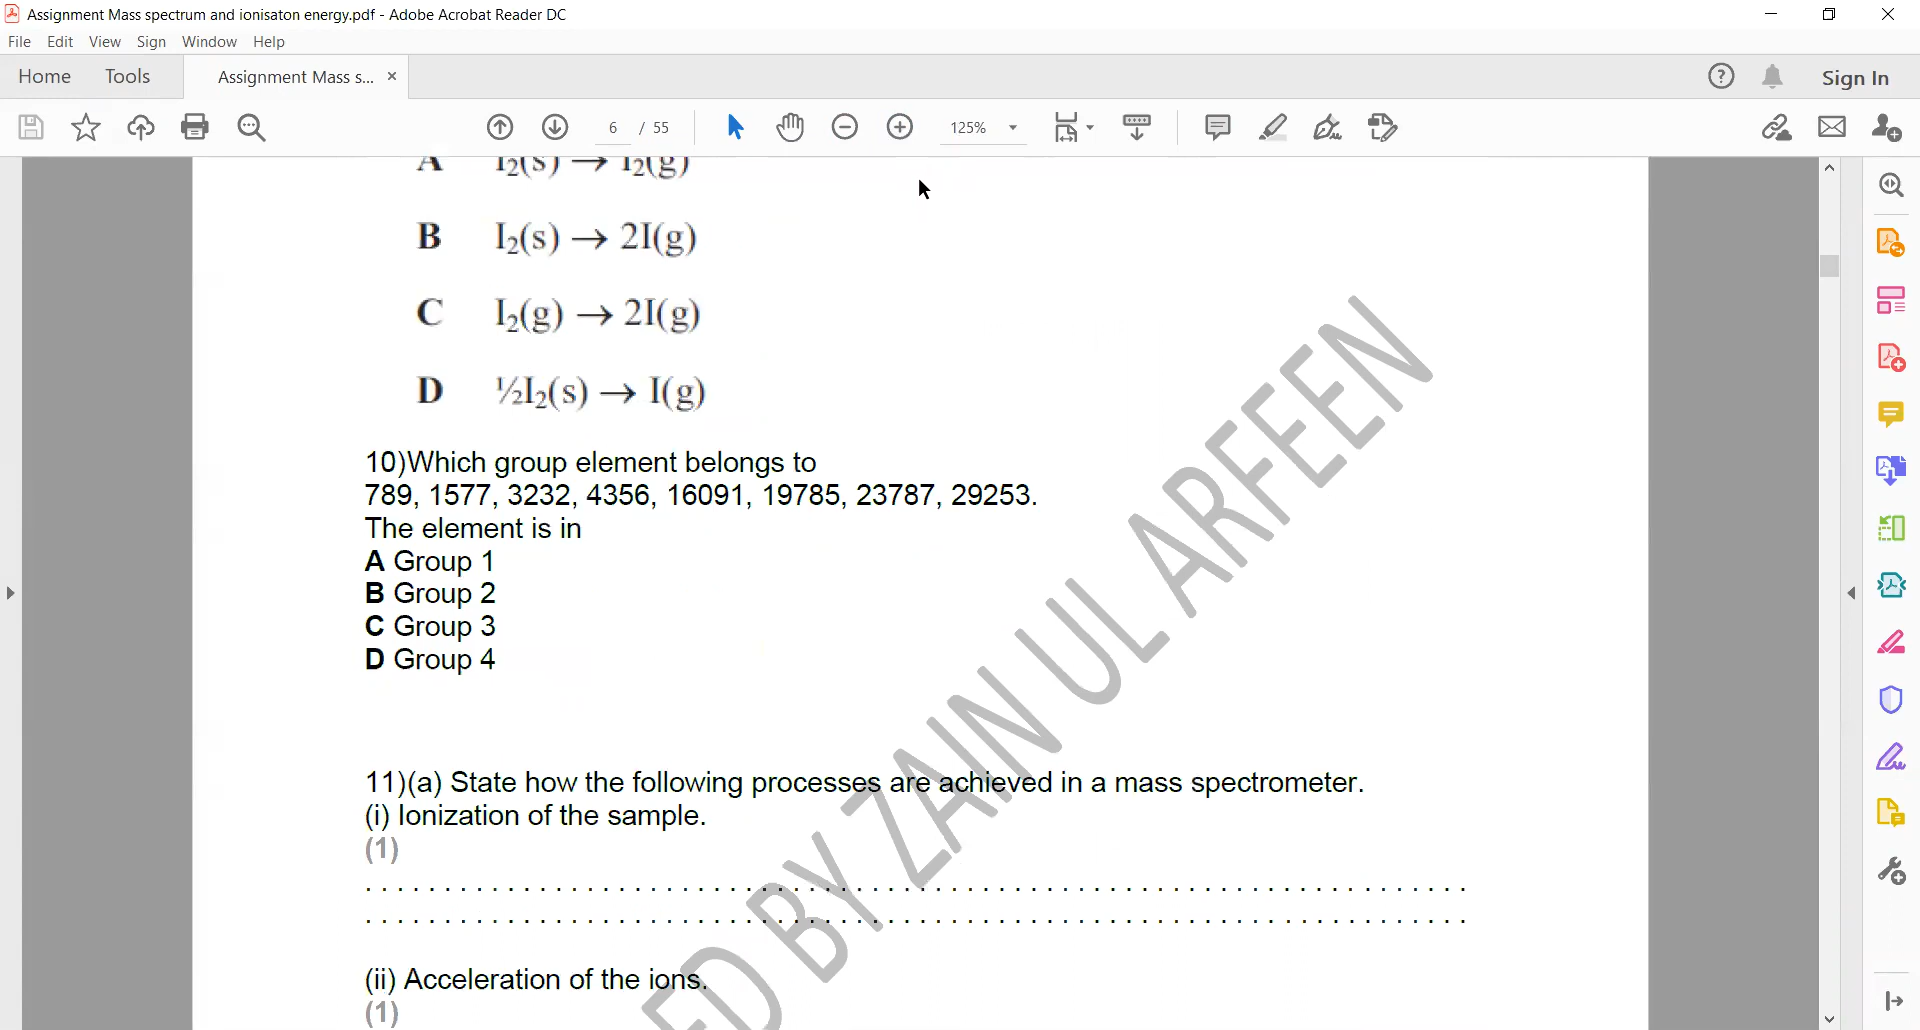 Assignment Mass spectrum and ionisaton energy.pdf - Adobe Acrobat Reader DC
File Edit View Sign Window Help
Home Tools Assignment Mass s... × Sign In
6 / 55 125%
A I₂(s) → I₂(g)
B I₂(s) → 2I(g)
C I₂(g) → 2I(g)
D ½I₂(s) → I(g)
10)Which group element belongs to
789, 1577, 3232, 4356, 16091, 19785, 23787, 29253.
The element is in
A Group 1
B Group 2
C Group 3
D Group 4
11)(a) State how the following processes are achieved in a mass spectrometer.
(i) Ionization of the sample.
(1)
(ii) Acceleration of the ions.
(1)
ED BY ZAIN UL ARFEEN